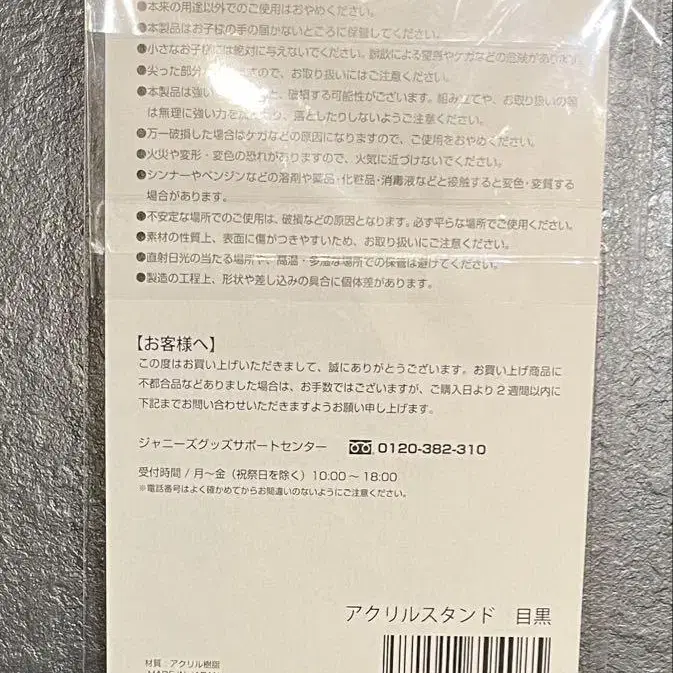 ●本来の用途以外でのご使用はおやめください。
●本製品はお子様の手の届かないところに保管してください。
●小さなお子様には絶対に与えないでください。誤飲による窒息やケガなどの危険があります。
●尖った部分が ますので、お取り扱いにはご注意ください。
●本製品は強い と、破損する可能性がございます。組み立てや、お取り扱いの等
は無理に強い力を たり、落としたりしないようご注意ください。
●万一破損した場合はケガなどの原因になりますので、ご使用をおやめください。
●火災や変形・変色の恐れがありますので、火気に近づけないでください。
●シンナーやベンジンなどの溶剤や薬品・化粧品・消毒液などと接触すると変色・変質する
場合があります。
●不安定な場所でのご使用は、破損などの原因となります。必ず平らな場所でご使用ください。
●素材の性質上、表面に傷がつきやすいため、お取り扱いにご注意ください。
●直射日光の当たる場所や、高温・多湿な場所での保管は避けてください。
●製造の工程上、形状や差し込みの具合に個体差があります。
【お客様へ】
この度はお買い上げいただきまして、誠にありがとうございます。お買い上げ商品に
不都合品などありました場合は、お手数ではございますが、ご購入日より2週間以内に
下記までお問い合わせいただきますようお願い申し上げます。
ジャニーズグッズサポートセンター 0120-382-310
受付時間 / 月〜金（祝祭日を除く）10:00〜18:00
※電話番号はよく確かめてからお間違いのないようにご注意ください。
アクリルスタンド 目黒
材質:アクリル樹脂
MADE IN JAPAN